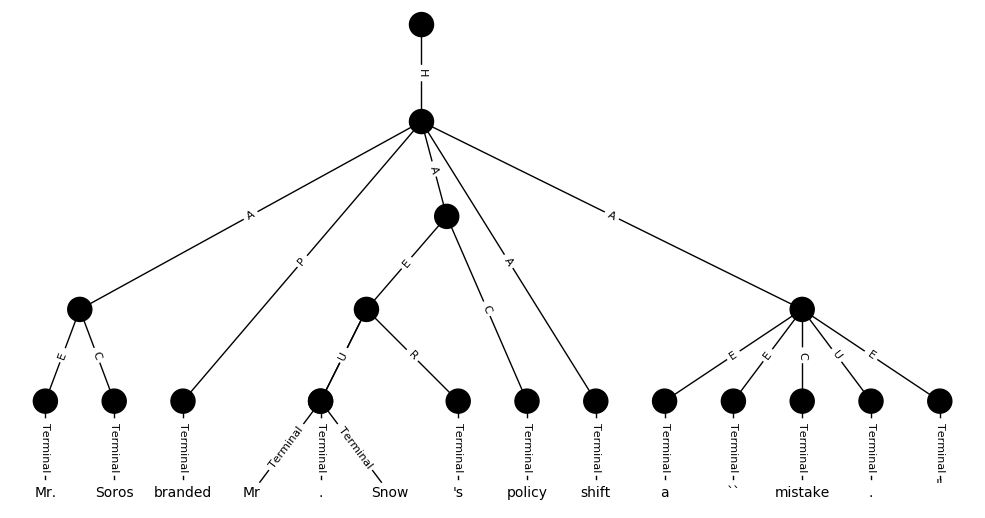 H
A
A
P
E
A
A
E
C
E
C
U
R
E
E
C
U
E
Terminal Terminal Terminal Terminal Terminal Terminal Terminal Terminal Terminal Terminal Terminal Terminal Terminal Terminal
Mr. Soros branded Mr . Snow 's policy shift a `` mistake . "